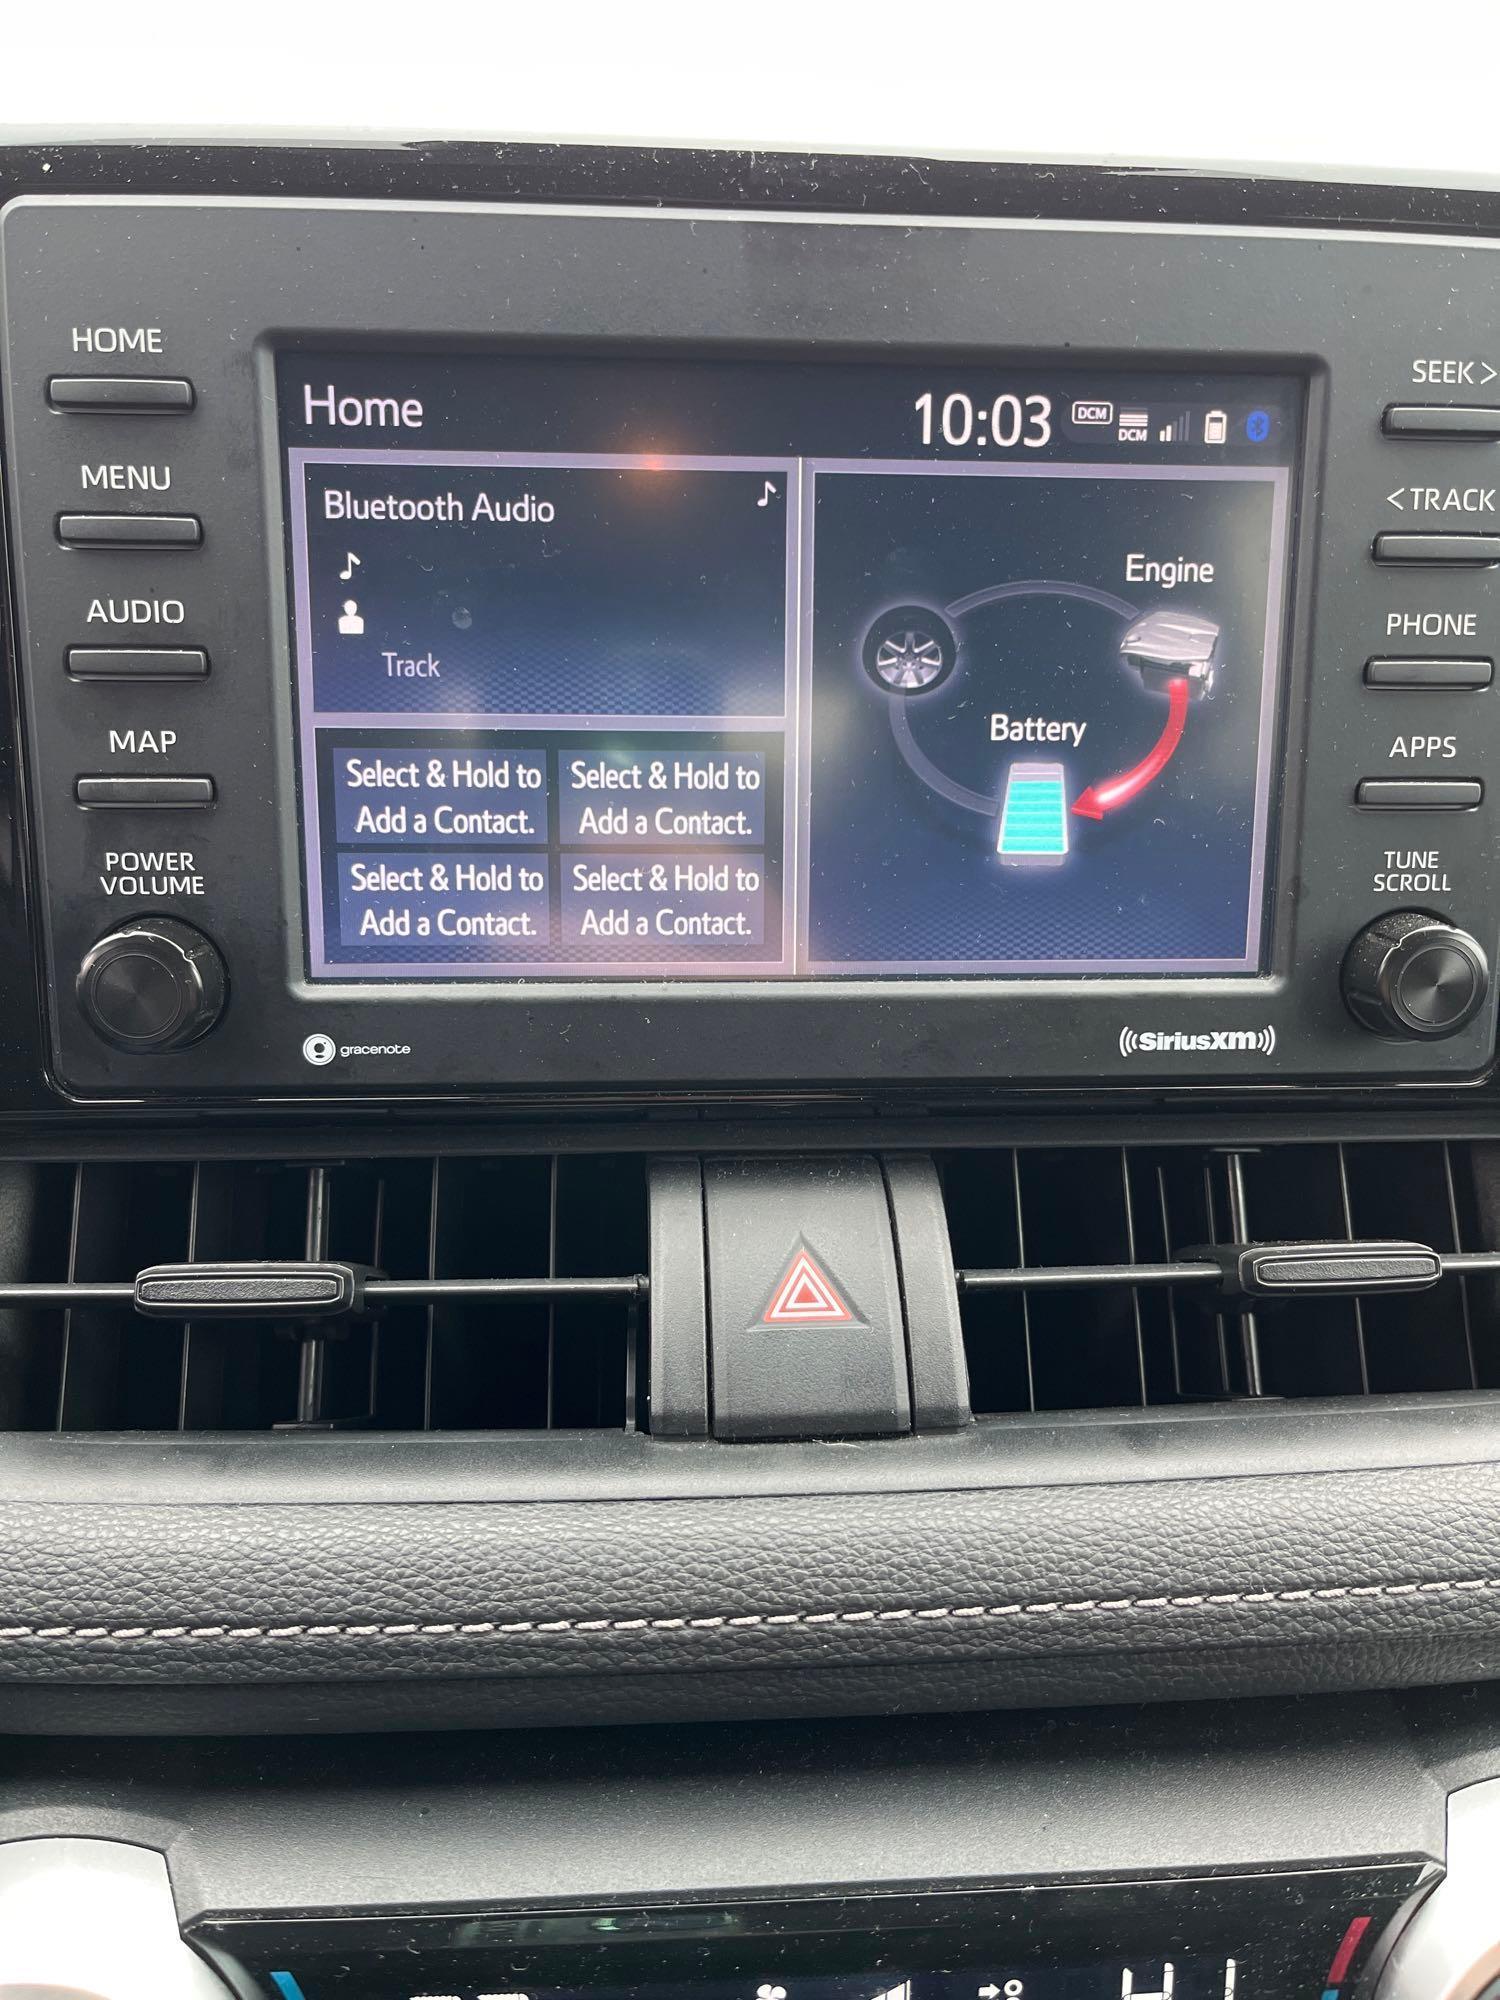 HOME
MENU
AUDIO
MAP
POWER
VOLUME
Home
10:03
DCM
DCM
Bluetooth Audio
Track
Select & Hold to
Add a Contact.
Select & Hold to
Add a Contact.
Select & Hold to
Add a Contact.
Select & Hold to
Add a Contact.
Engine
Battery
SEEK >
< TRACK
PHONE
APPS
TUNE
SCROLL
gracenote
((SiriusXM))